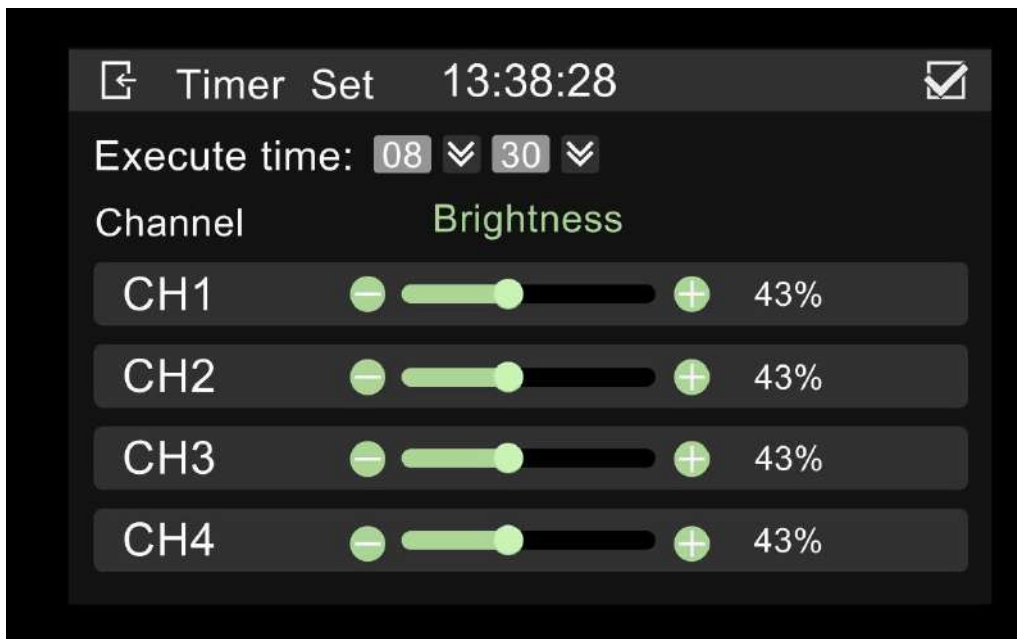 Timer Set 13:38:28
Execute time: 08 30
Channel Brightness
CH1 43%
CH2 43%
CH3 43%
CH4 43%